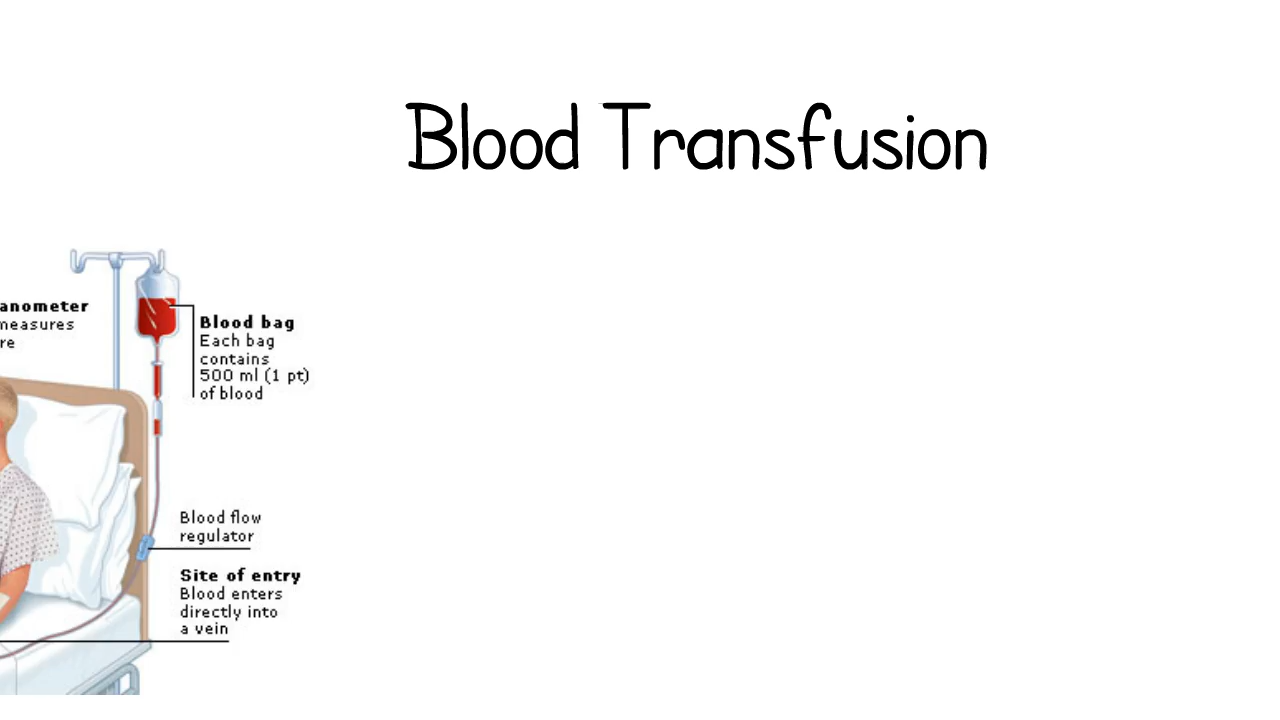 Blood Transfusion
anometer
measures
re
Blood bag
Each bag
contains
500 ml (1 pt)
of blood
Blood flow
regulator
Site of entry
Blood enters
directly into
a vein